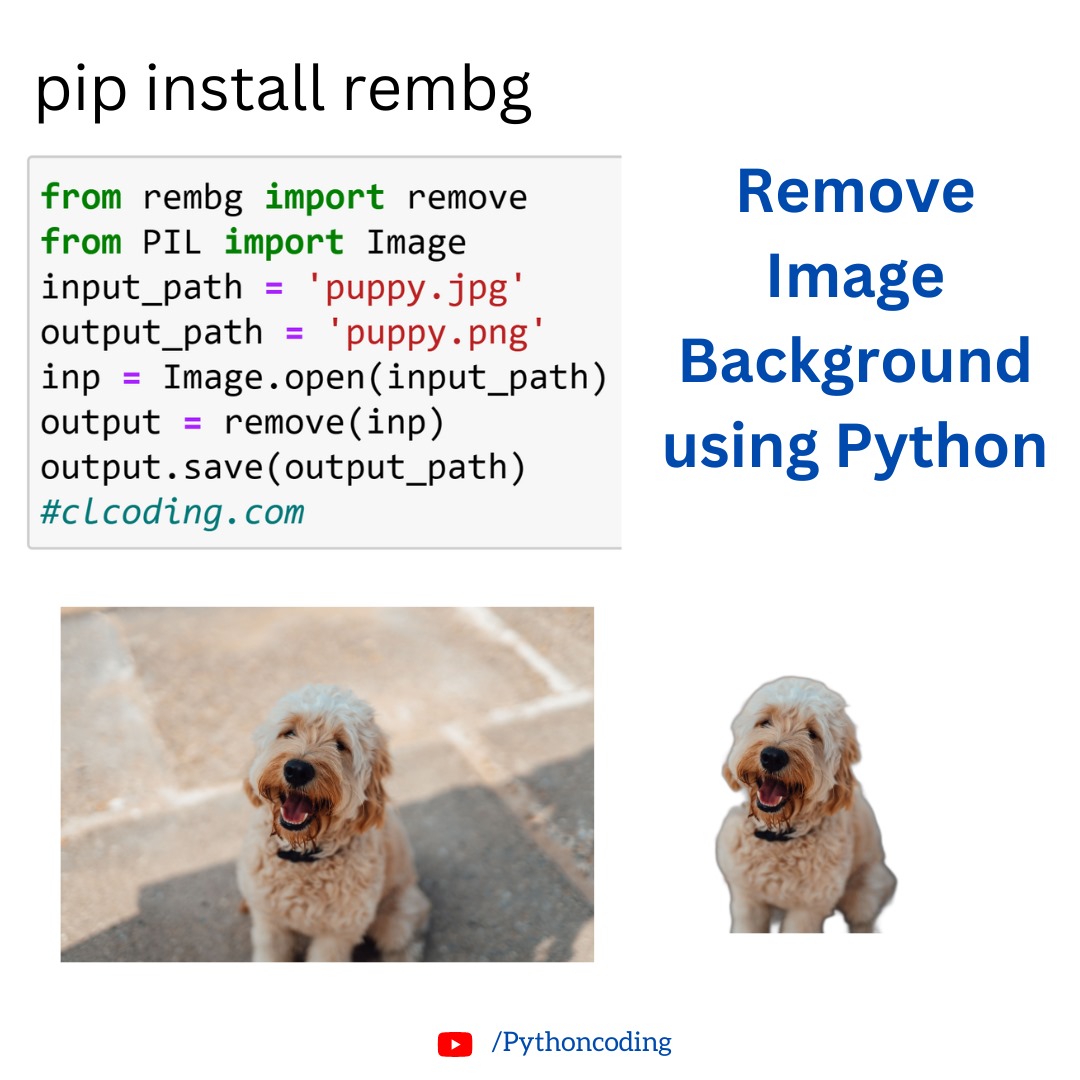 pip install rembg
from rembg import remove
from PIL import Image
input_path = 'puppy.jpg'
output_path = 'puppy.png'
inp = Image.open(input_path)
output = remove(inp)
output.save(output_path)
#clcoding.com
Remove
Image
Background
using Python
/Pythoncoding